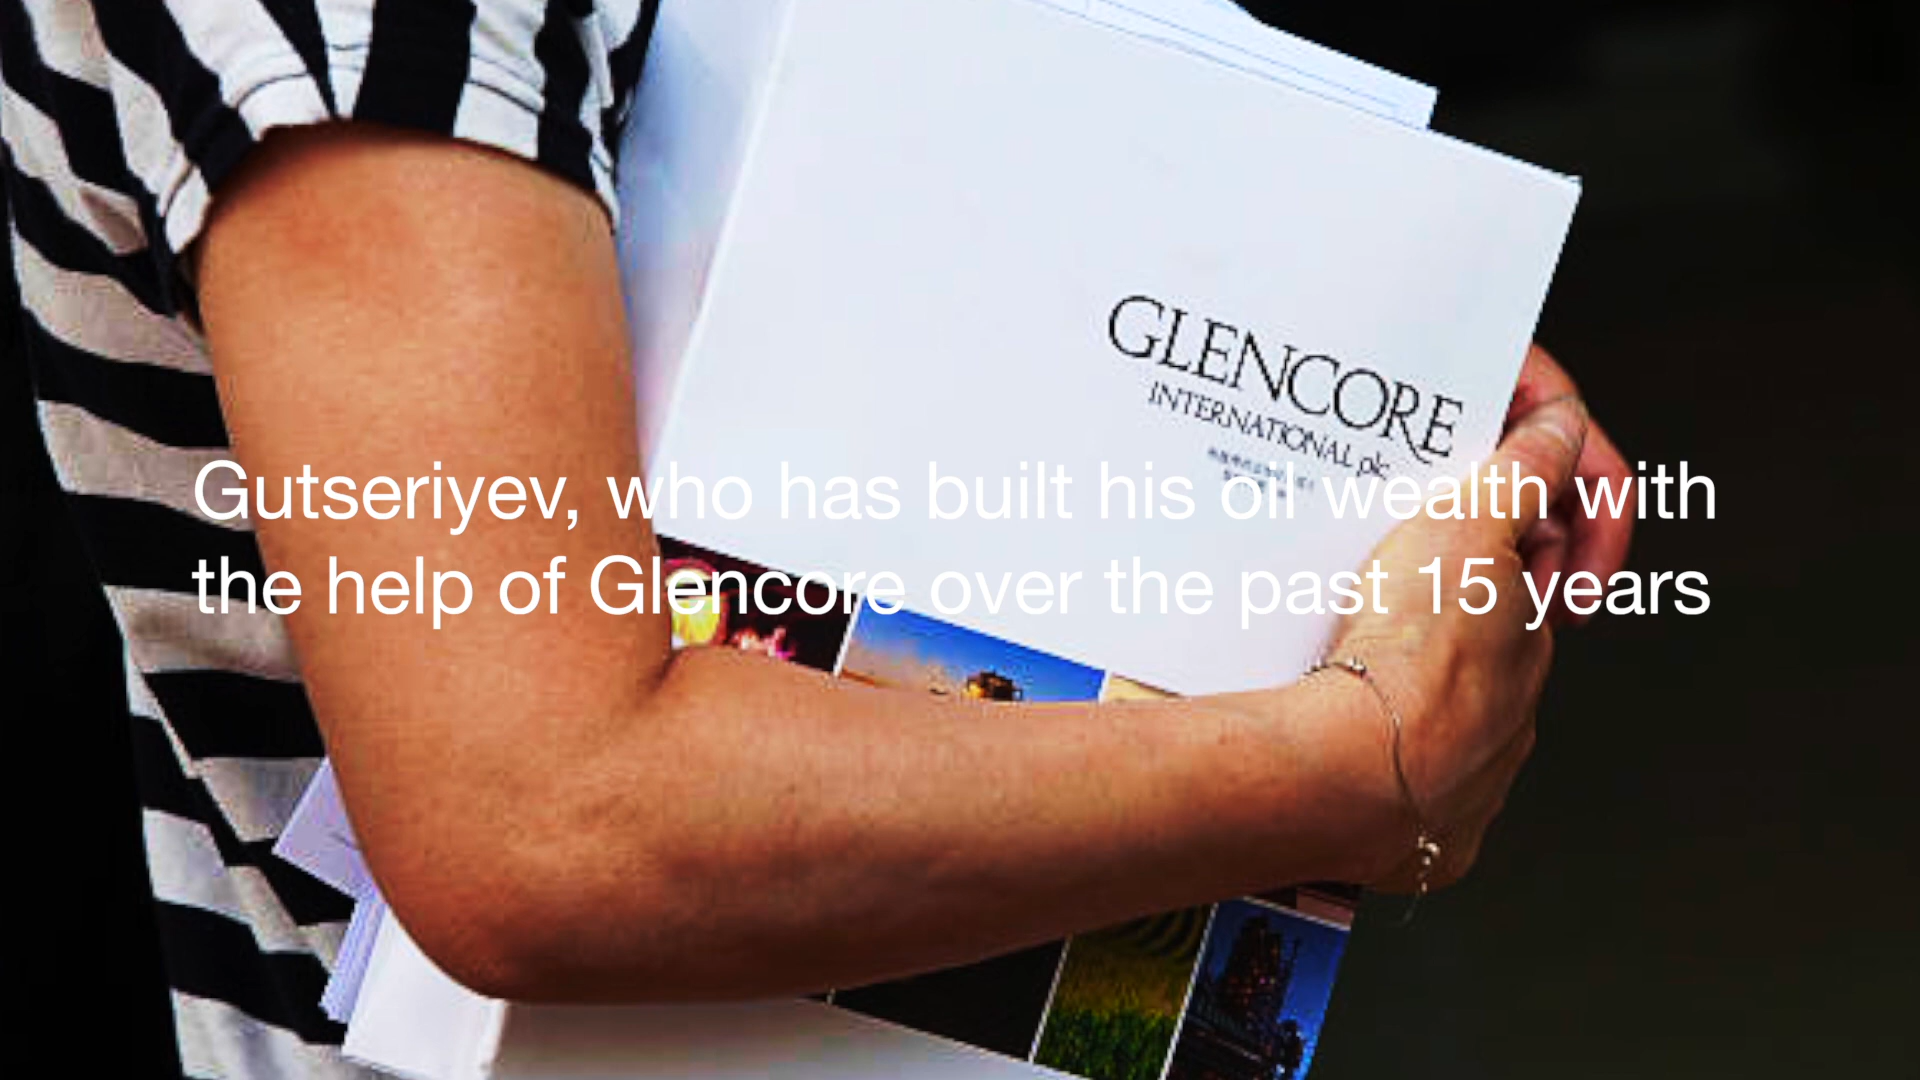 GLENCORE
INTERNATIONAL plc
Gutseriyev, who has built his oil wealth with
the help of Glencore over the past 15 years